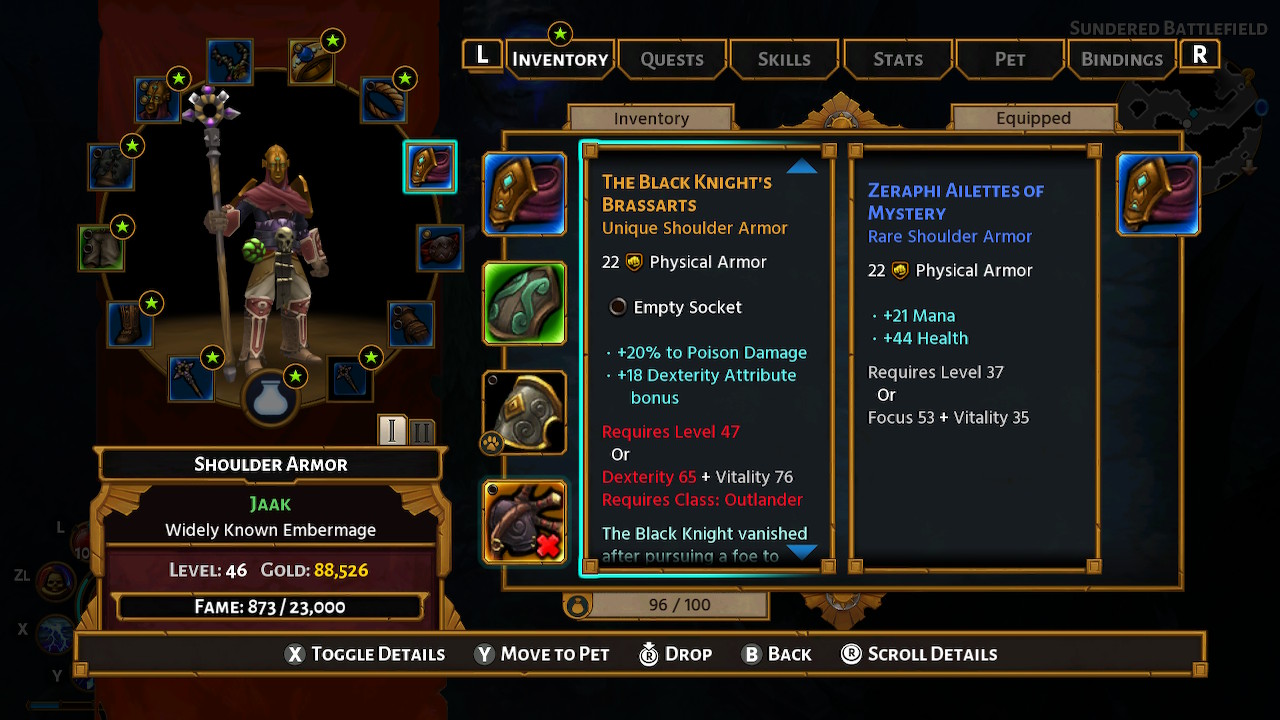 SUNDERED BATTLEFIELD
L
INVENTORY
QUESTS
SKILLS
STATS
PET
BINDINGS
R
Inventory
Equipped
THE BLACK KNIGHT'S
BRASSARTS
Unique Shoulder Armor
22 Physical Armor
Empty Socket
· +20% to Poison Damage
· +18 Dexterity Attribute
bonus
Requires Level 47
Or
Dexterity 65 + Vitality 76
Requires Class: Outlander
The Black Knight vanished
after pursuing a foe to
ZERAPHI AILETTES OF
MYSTERY
Rare Shoulder Armor
22 Physical Armor
· +21 Mana
· +44 Health
Requires Level 37
Or
Focus 53 + Vitality 35
I II
SHOULDER ARMOR
JAAK
Widely Known Embermage
LEVEL: 46 GOLD: 88,526
FAME: 873 / 23,000
L
10
ZL
X
Y
96 / 100
X TOGGLE DETAILS
Y MOVE TO PET
R DROP
B BACK
R SCROLL DETAILS